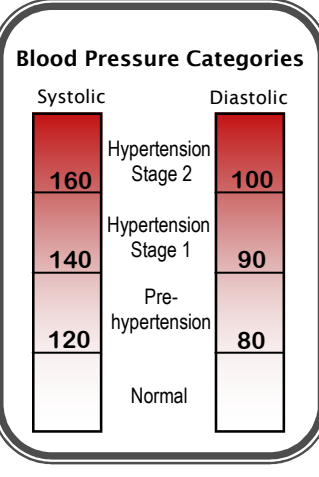 Blood Pressure Categories
Systolic
Diastolic
Hypertension
Stage 2
160
100
Hypertension
Stage 1
140
90
Pre-
hypertension
120
80
Normal